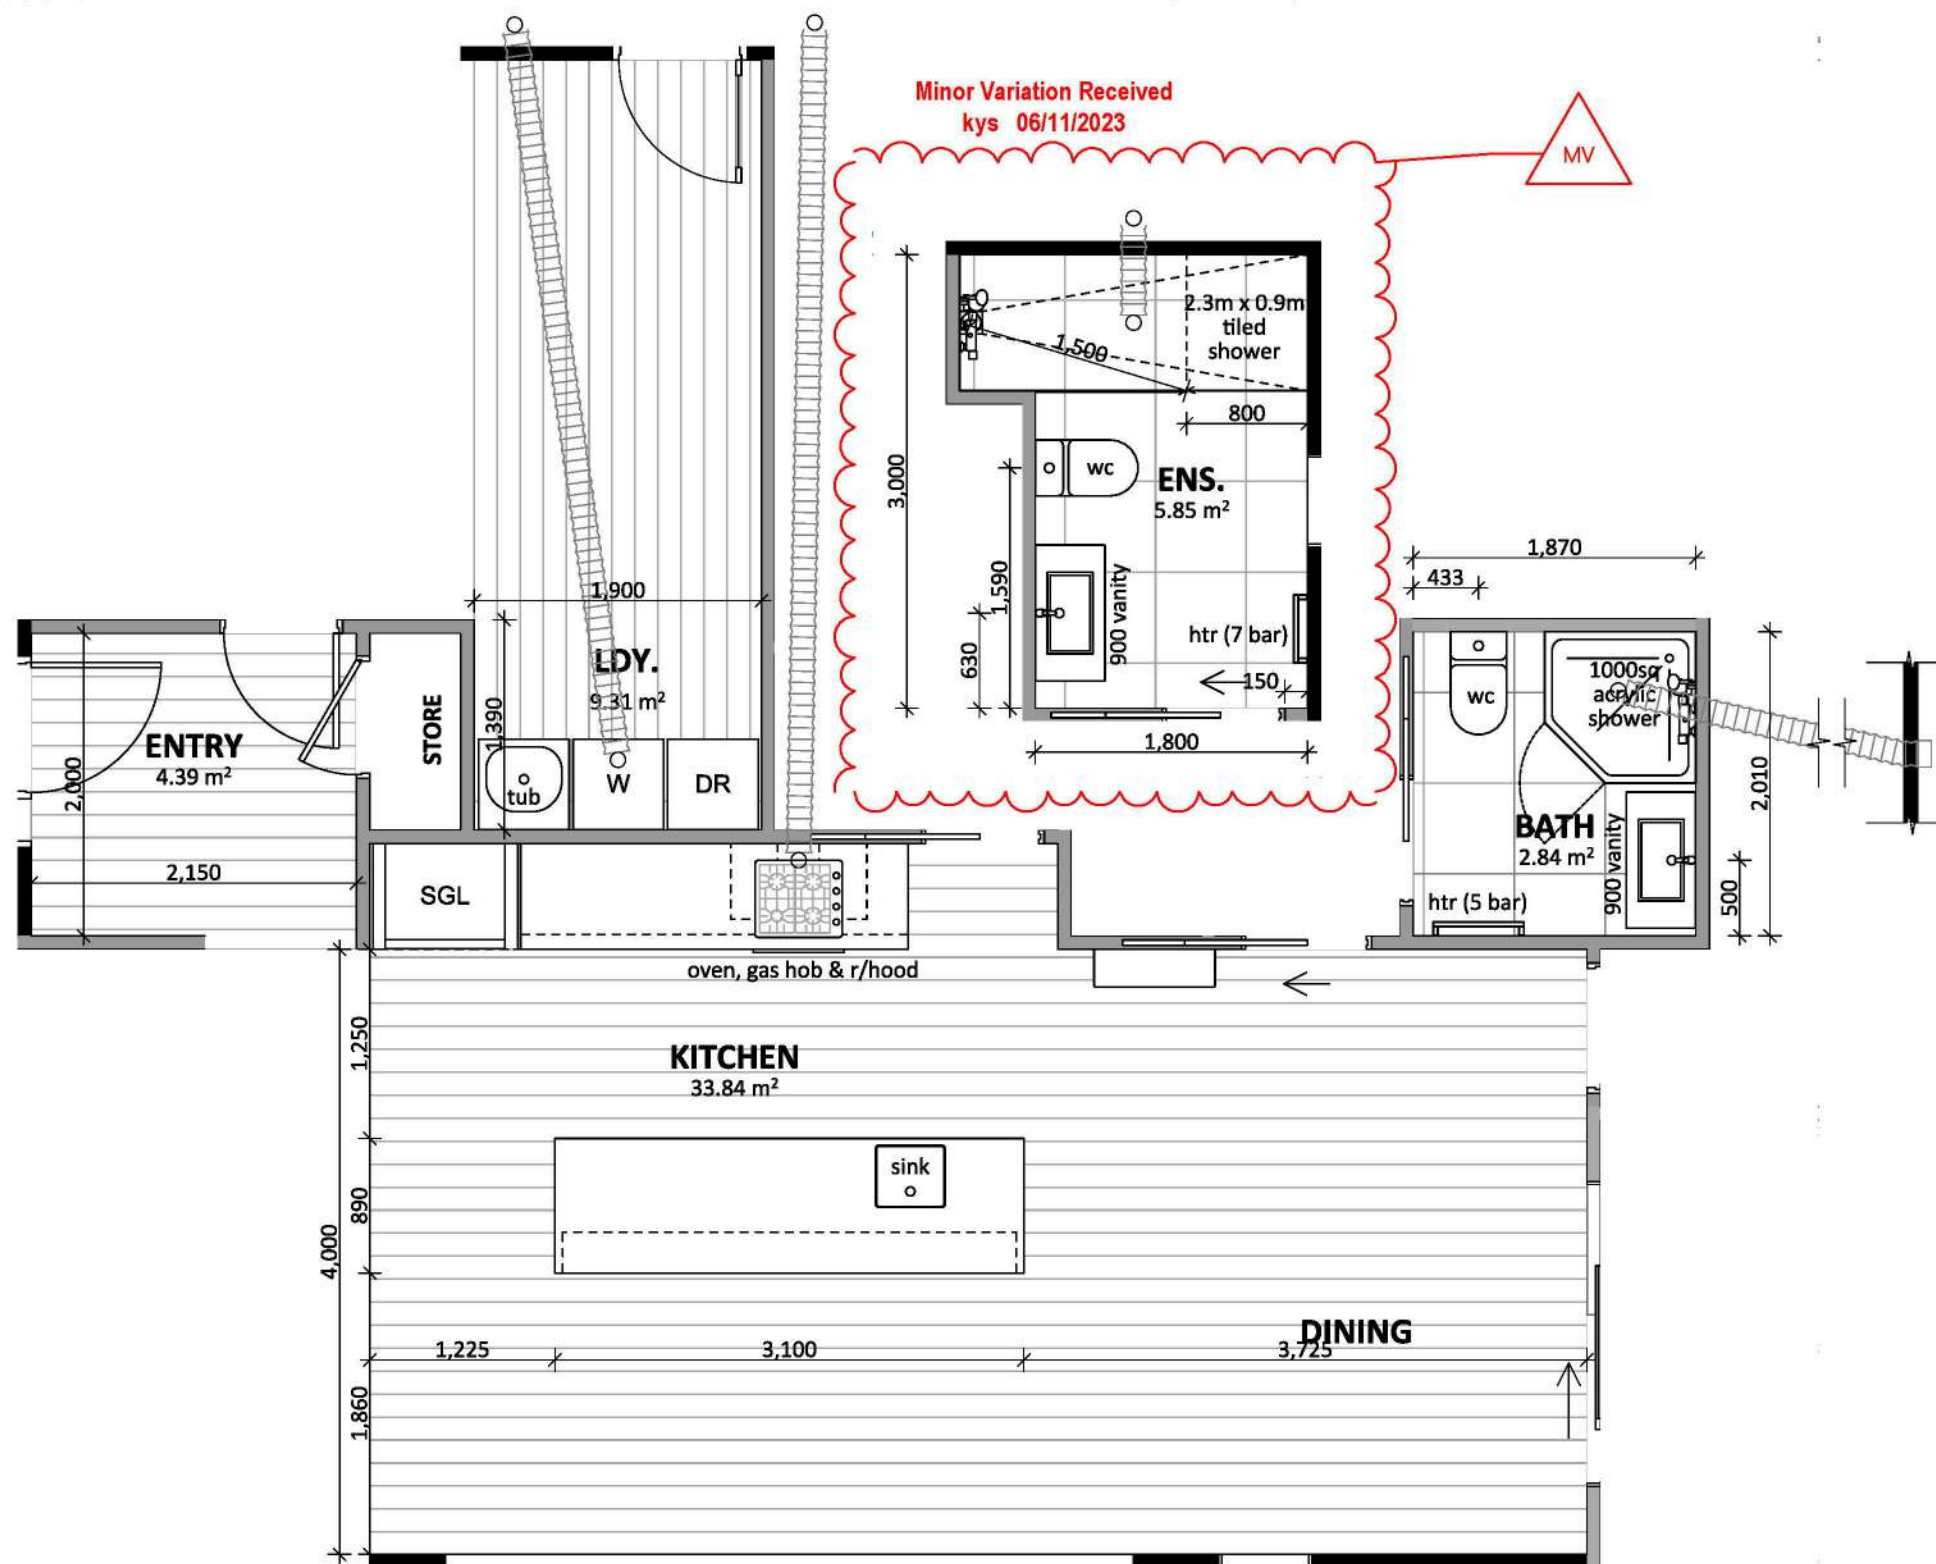 Minor Variation Received
kys 06/11/2023
MV
2.3m x 0.9m
tiled
shower
1,500
800
3,000
wc
ENS.
5.85 m²
1,590
630
900 vanity
htr (7 bar)
150
1,800
1,870
433
1,900
LDY.
9.31 m²
1,390
STORE
tub
W
DR
ENTRY
4.39 m²
2,000
2,150
wc
1000sq
acrylic
shower
2,010
BATH
2.84 m²
900 vanity
500
htr (5 bar)
SGL
oven, gas hob & r/hood
KITCHEN
33.84 m²
1,250
sink
890
4,000
DINING
1,225
3,100
3,725
1,860